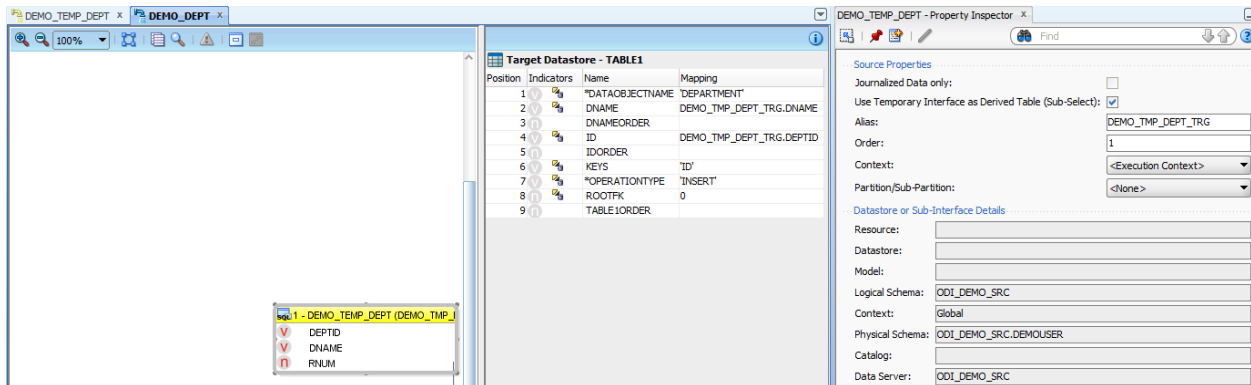 DEMO_TEMP_DEPT x DEMO_DEPT x
100%
Target Datastore - TABLE1
Position Indicators Name Mapping
1 V *DATAOBJECTNAME 'DEPARTMENT'
2 V DNAME DEMO_TMP_DEPT_TRG.DNAME
3 n DNAMEORDER
4 V ID DEMO_TMP_DEPT_TRG.DEPTID
5 n IDORDER
6 V KEYS 'ID'
7 V *OPERATIONTYPE 'INSERT'
8 n ROOTFK 0
9 n TABLE1ORDER
SQL 1 - DEMO_TEMP_DEPT (DEMO_TMP_
V DEPTID
V DNAME
n RNUM
DEMO_TEMP_DEPT - Property Inspector x
Find
Source Properties
Journalized Data only:
Use Temporary Interface as Derived Table (Sub-Select):
Alias: DEMO_TMP_DEPT_TRG
Order: 1
Context: <Execution Context>
Partition/Sub-Partition: <None>
Datastore or Sub-Interface Details
Resource:
Datastore:
Model:
Logical Schema: ODI_DEMO_SRC
Context: Global
Physical Schema: ODI_DEMO_SRC.DEMOUSER
Catalog:
Data Server: ODI_DEMO_SRC